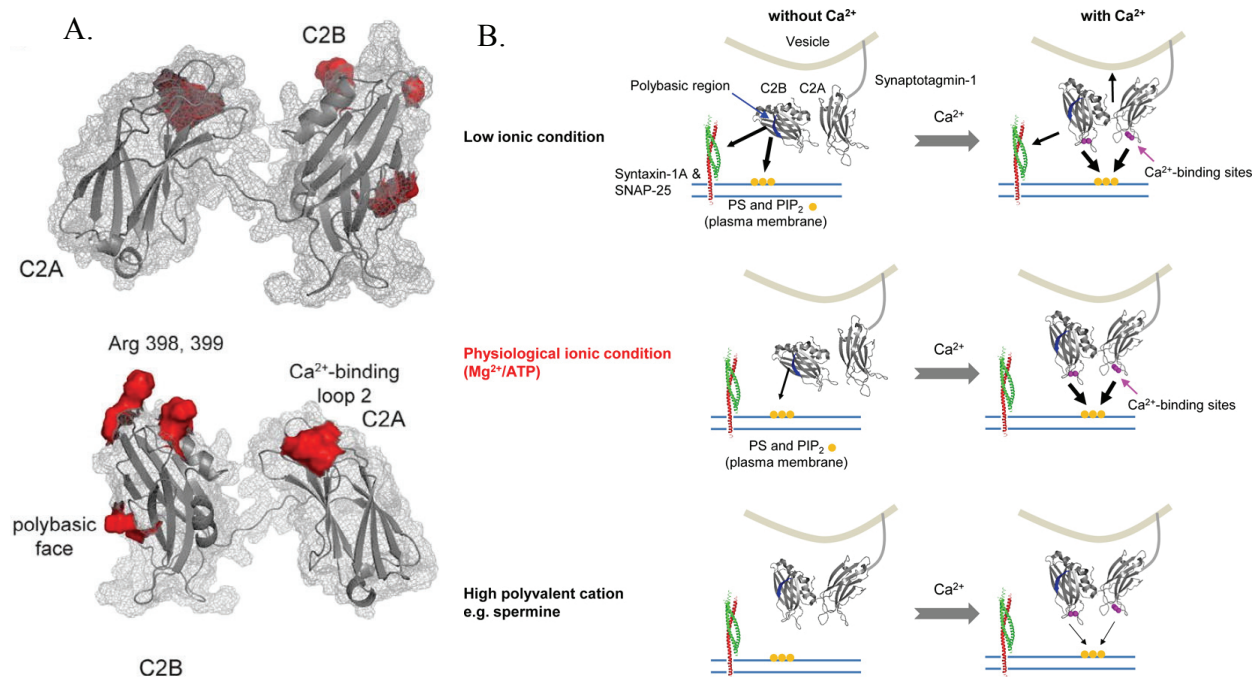 A.
C2B
C2A
Arg 398, 399
Ca²⁺-binding
loop 2
C2A
polybasic
face
C2B
B.
without Ca²⁺
with Ca²⁺
Vesicle
Polybasic region
C2B
C2A
Synaptotagmin-1
Low ionic condition
Ca²⁺
Syntaxin-1A &
SNAP-25
PS and PIP₂
(plasma membrane)
Ca²⁺-binding sites
Physiological ionic condition
(Mg²⁺/ATP)
Ca²⁺
PS and PIP₂
(plasma membrane)
Ca²⁺-binding sites
High polyvalent cation
e.g. spermine
Ca²⁺